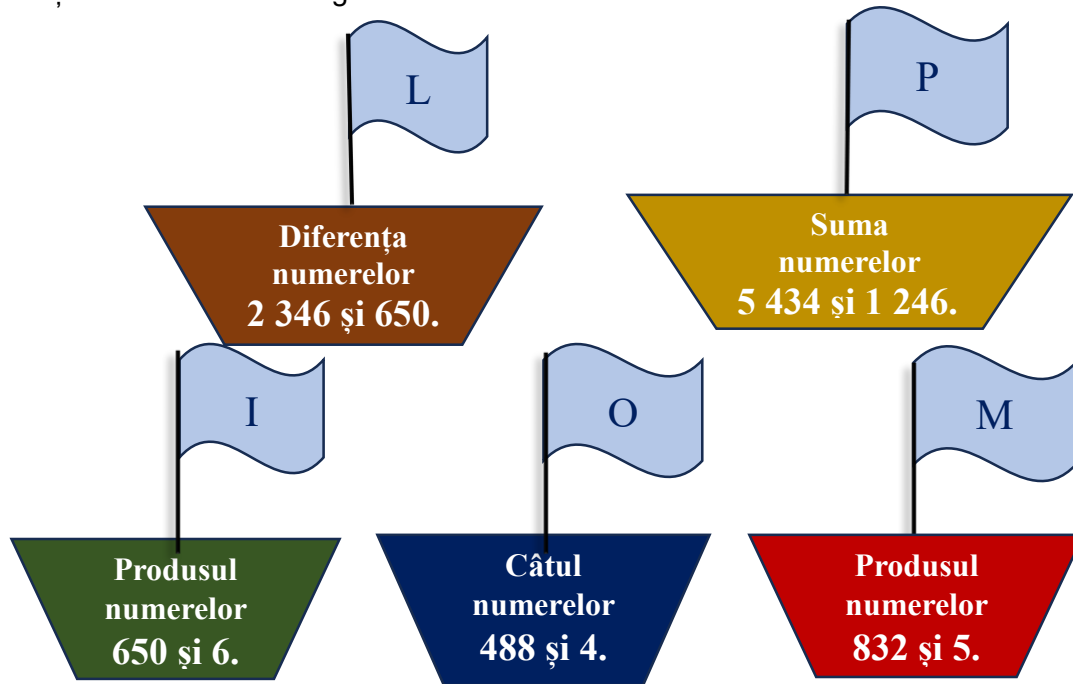 L
P
Diferența
numerelor
2 346 și 650.
Suma
numerelor
5 434 și 1 246.
I
O
M
Produsul
numerelor
650 și 6.
Câtul
numerelor
488 și 4.
Produsul
numerelor
832 și 5.